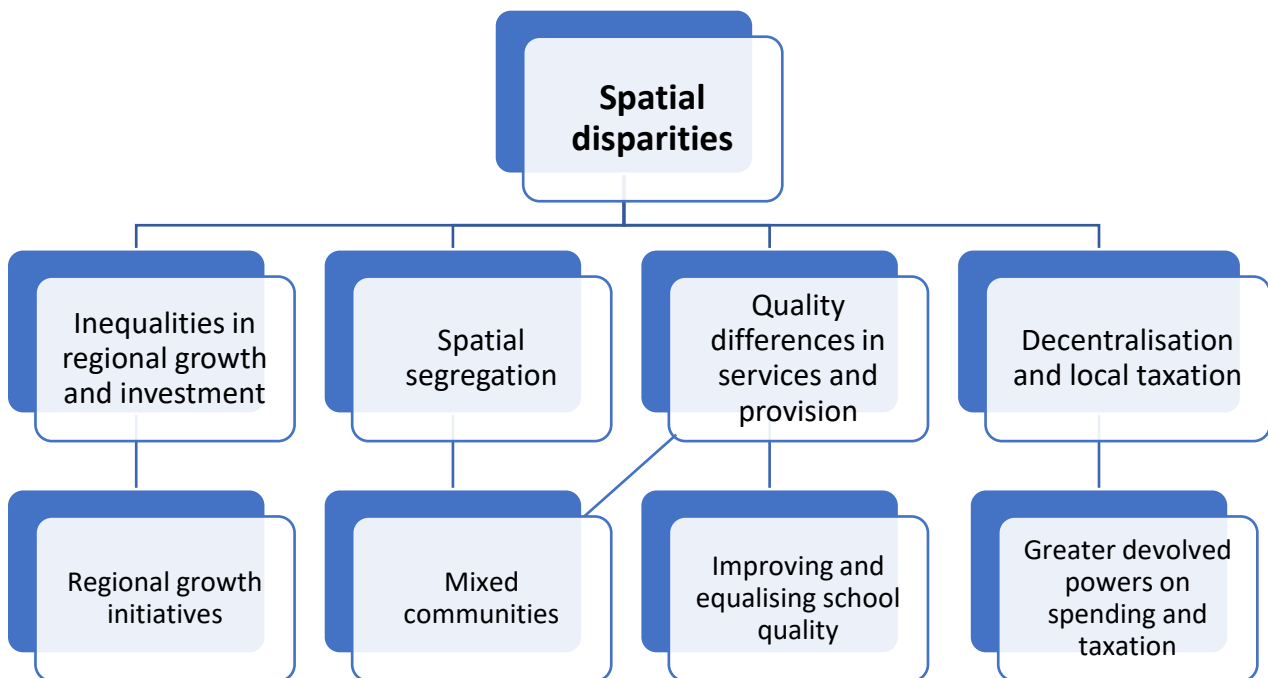 Spatial
disparities
Inequalities in
regional growth
and investment
Spatial
segregation
Quality
differences in
services and
provision
Decentralisation
and local taxation
Regional growth
initiatives
Mixed
communities
Improving and
equalising school
quality
Greater devolved
powers on
spending and
taxation